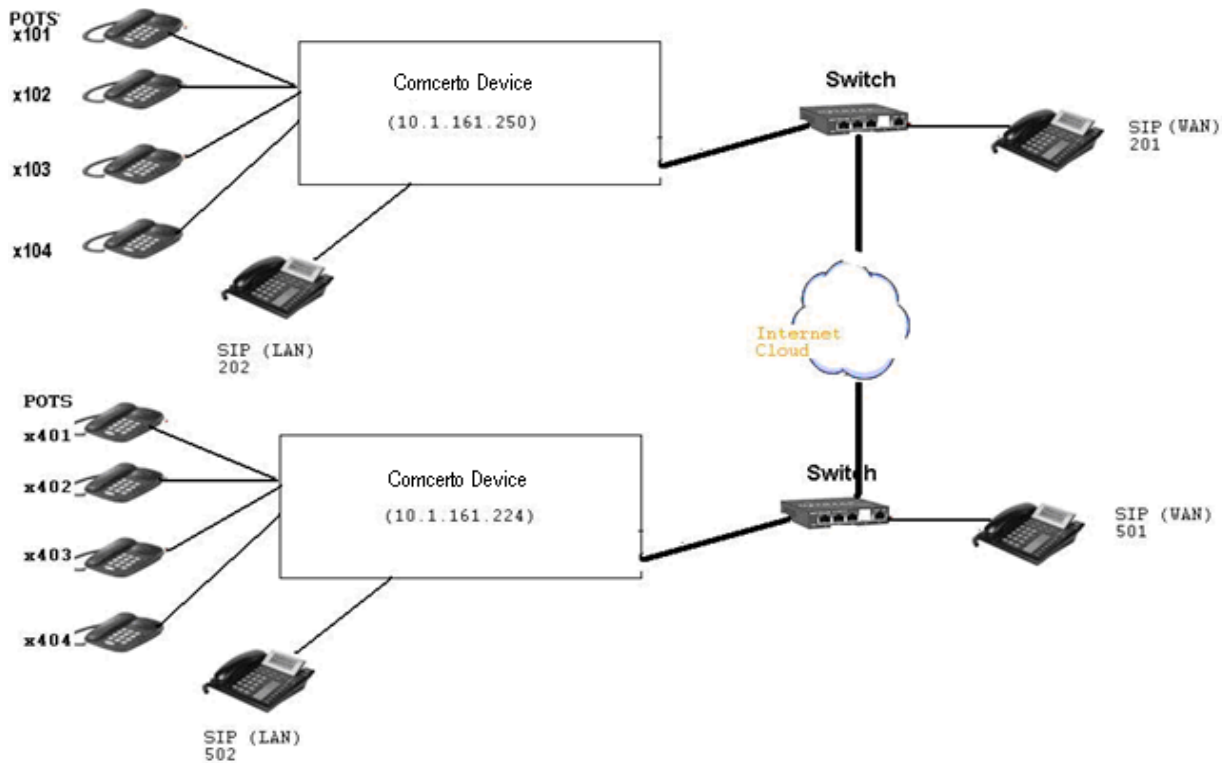 POTS'
x101
x102
x103
x104
Comcerto Device
(10.1.161.250)
Switch
SIP (WAN)
201
SIP (LAN)
202
Internet
Cloud
POTS
x401
x402
x403
x404
Comcerto Device
(10.1.161.224)
Switch
SIP (WAN)
501
SIP (LAN)
502